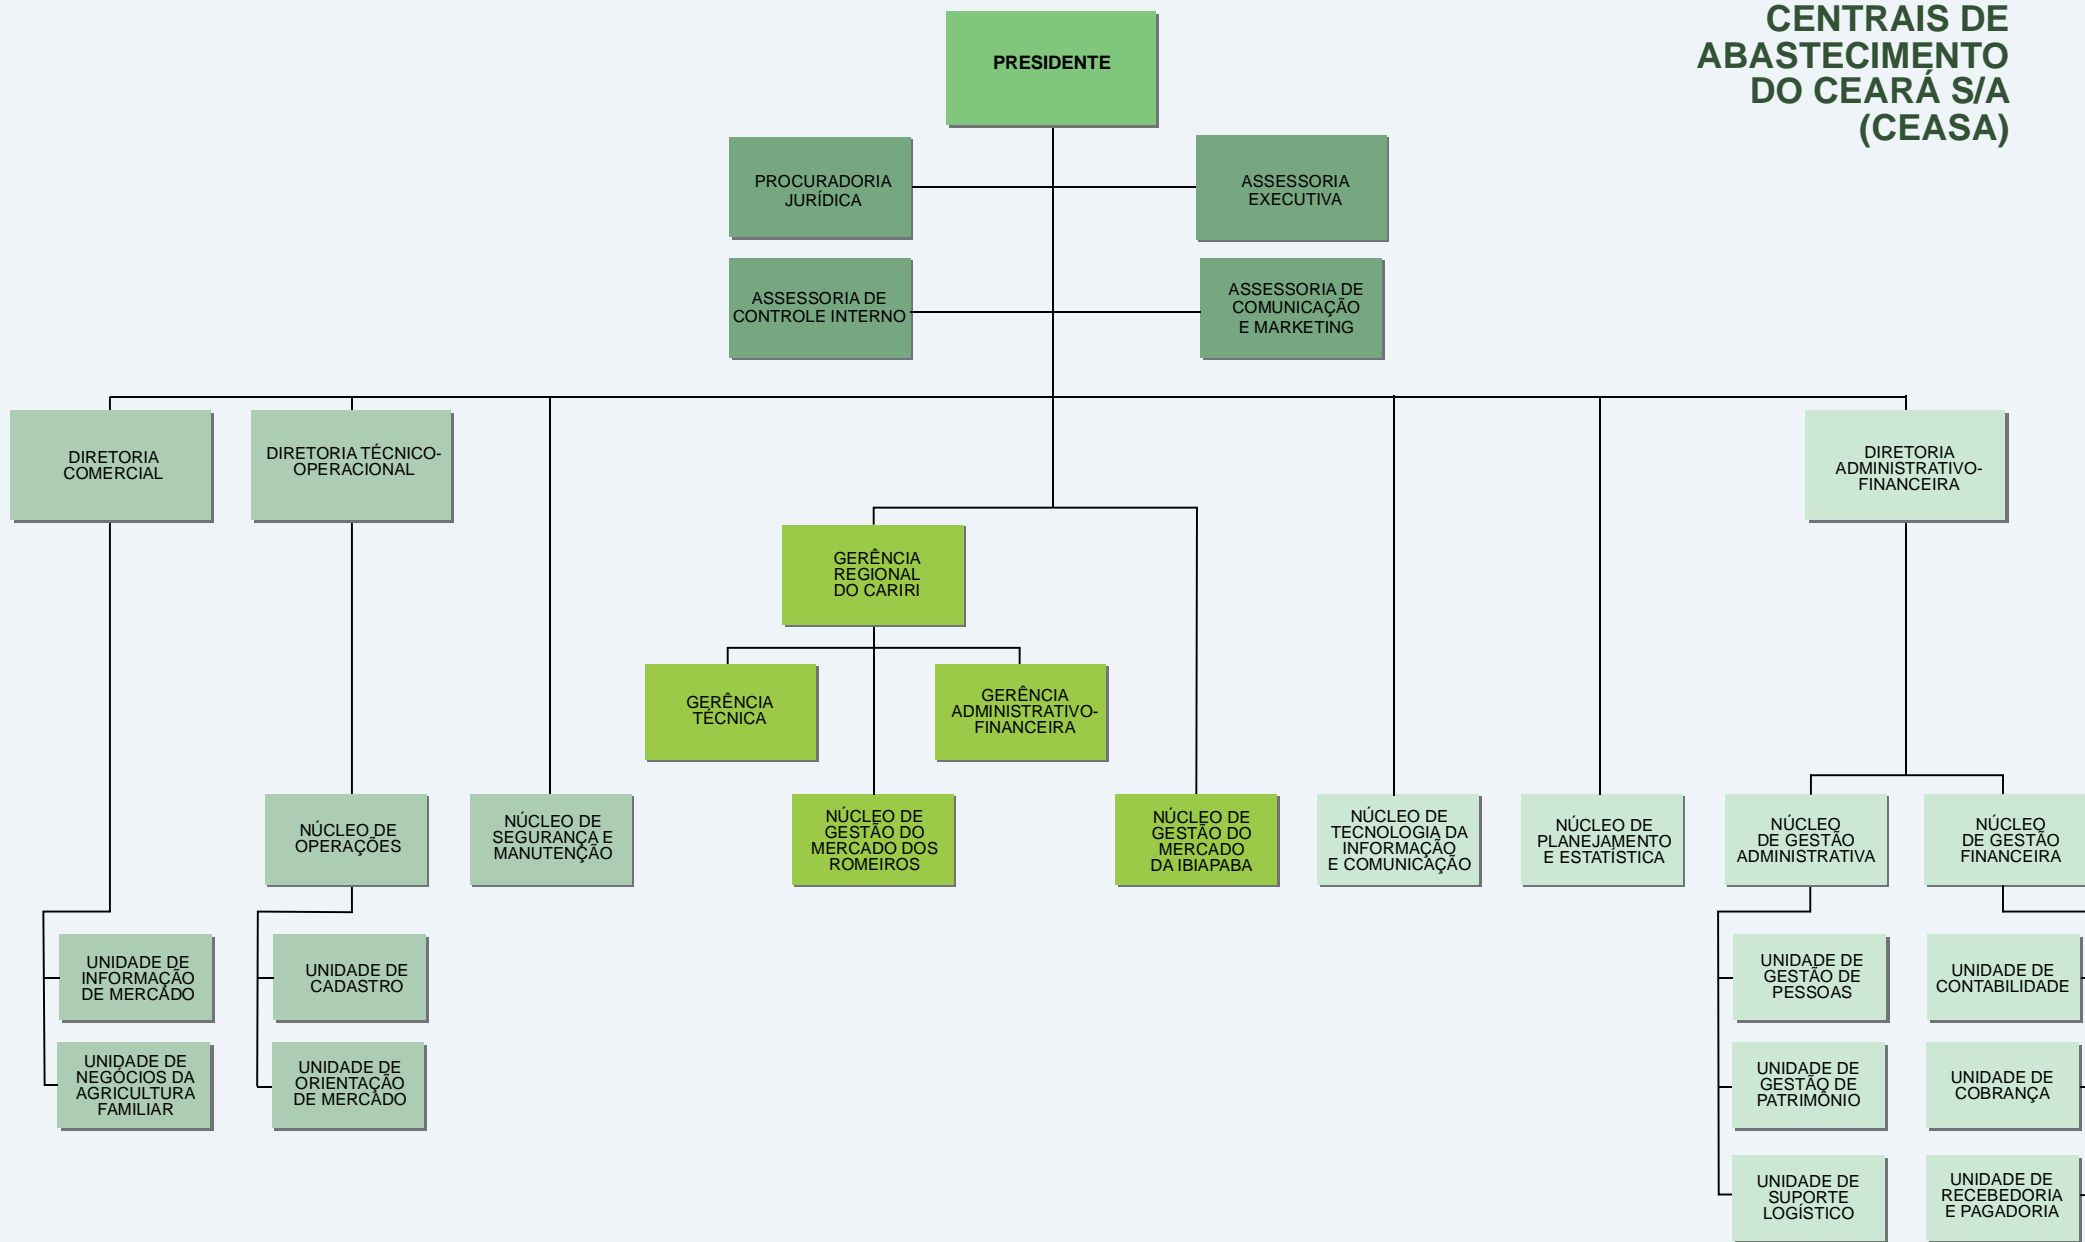 CENTRAIS DE
ABASTECIMENTO
DO CEARÁ S/A
(CEASA)
PRESIDENTE
PROCURADORIA
JURÍDICA
ASSESSORIA
EXECUTIVA
ASSESSORIA DE
CONTROLE INTERNO
ASSESSORIA DE
COMUNICAÇÃO
E MARKETING
DIRETORIA
COMERCIAL
DIRETORIA TÉCNICO-
OPERACIONAL
DIRETORIA
ADMINISTRATIVO-
FINANCEIRA
GERÊNCIA
REGIONAL
DO CARIRI
GERÊNCIA
TÉCNICA
GERÊNCIA
ADMINISTRATIVO-
FINANCEIRA
NÚCLEO DE
OPERAÇÕES
NÚCLEO DE
SEGURANÇA E
MANUTENÇÃO
NÚCLEO DE
GESTÃO DO
MERCADO DOS
ROMEIROS
NÚCLEO DE
GESTÃO DO
MERCADO
DA IBIAPABA
NÚCLEO DE
TECNOLOGIA DA
INFORMAÇÃO
E COMUNICAÇÃO
NÚCLEO DE
PLANEJAMENTO
E ESTATÍSTICA
NÚCLEO
DE GESTÃO
ADMINISTRATIVA
NÚCLEO
DE GESTÃO
FINANCEIRA
UNIDADE DE
INFORMAÇÃO
DE MERCADO
UNIDADE DE
CADASTRO
UNIDADE DE
GESTÃO DE
PESSOAS
UNIDADE DE
CONTABILIDADE
UNIDADE DE
NEGÓCIOS DA
AGRICULTURA
FAMILIAR
UNIDADE DE
ORIENTAÇÃO
DE MERCADO
UNIDADE DE
GESTÃO DE
PATRIMÔNIO
UNIDADE DE
COBRANÇA
UNIDADE DE
SUPORTE
LOGÍSTICO
UNIDADE DE
RECEBEDORIA
E PAGADORIA